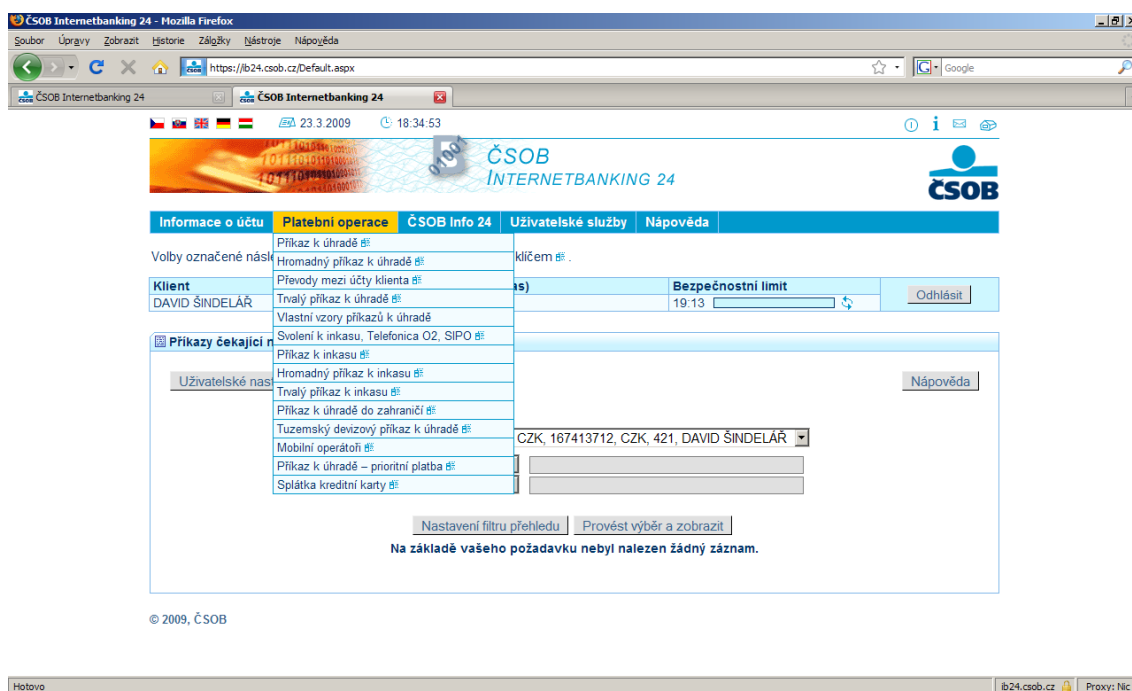 ČSOB Internetbanking 24 - Mozilla Firefox
Soubor Úpravy Zobrazit Historie Záložky Nástroje Nápověda
https://ib24.csob.cz/Default.aspx
Google
ČSOB Internetbanking 24
ČSOB Internetbanking 24
23.3.2009 18:34:53
ČSOB
INTERNETBANKING 24
ČSOB
Informace o účtu Platební operace ČSOB Info 24 Uživatelské služby Nápověda
Příkaz k úhradě
Hromadný příkaz k úhradě
Převody mezi účty klienta
Trvalý příkaz k úhradě
Vlastní vzory příkazů k úhradě
Svolení k inkasu, Telefonica O2, SIPO
Příkaz k inkasu
Hromadný příkaz k inkasu
Trvalý příkaz k inkasu
Příkaz k úhradě do zahraničí
Tuzemský devizový příkaz k úhradě
Mobilní operátoři
Příkaz k úhradě – prioritní platba
Splátka kreditní karty
Volby označené násle klíčem .
Klient as) Bezpečnostní limit
DAVID ŠINDELÁŘ 19:13 Odhlásit
Příkazy čekající n
Uživatelské nas Nápověda
CZK, 167413712, CZK, 421, DAVID ŠINDELÁŘ
Nastavení filtru přehledu Provést výběr a zobrazit
Na základě vašeho požadavku nebyl nalezen žádný záznam.
© 2009, ČSOB
Hotovo ib24.csob.cz Proxy: Nic